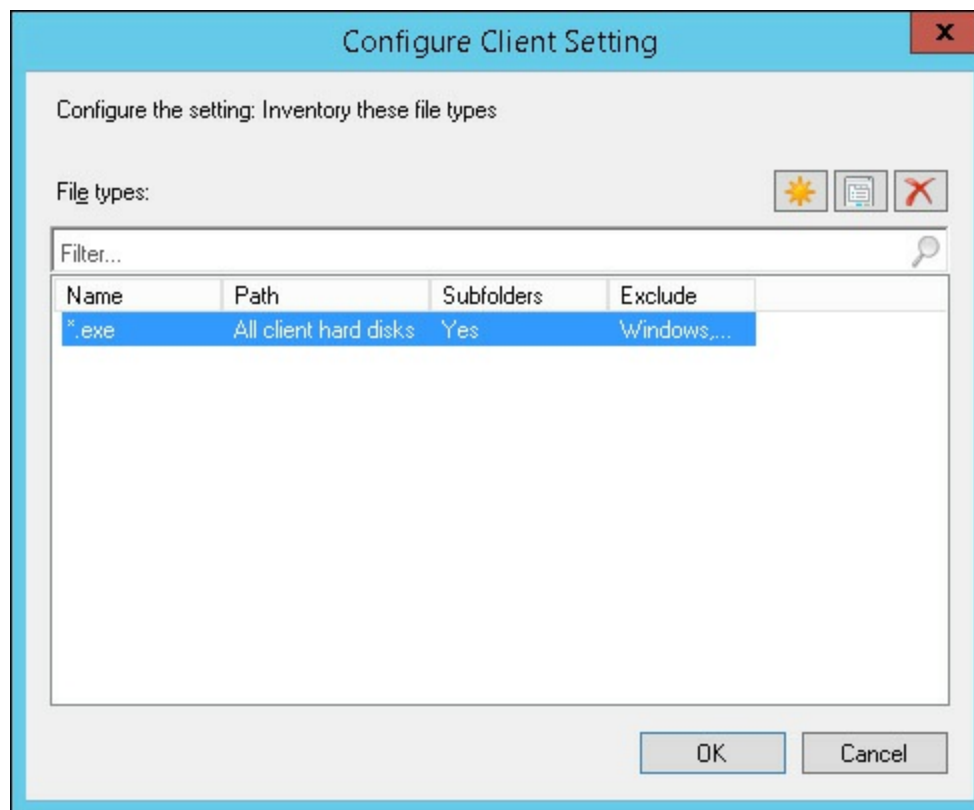 Configure Client Setting
x
Configure the setting: Inventory these file types
File types:
Filter...
Name Path Subfolders Exclude
*.exe All client hard disks Yes Windows,...
OK Cancel